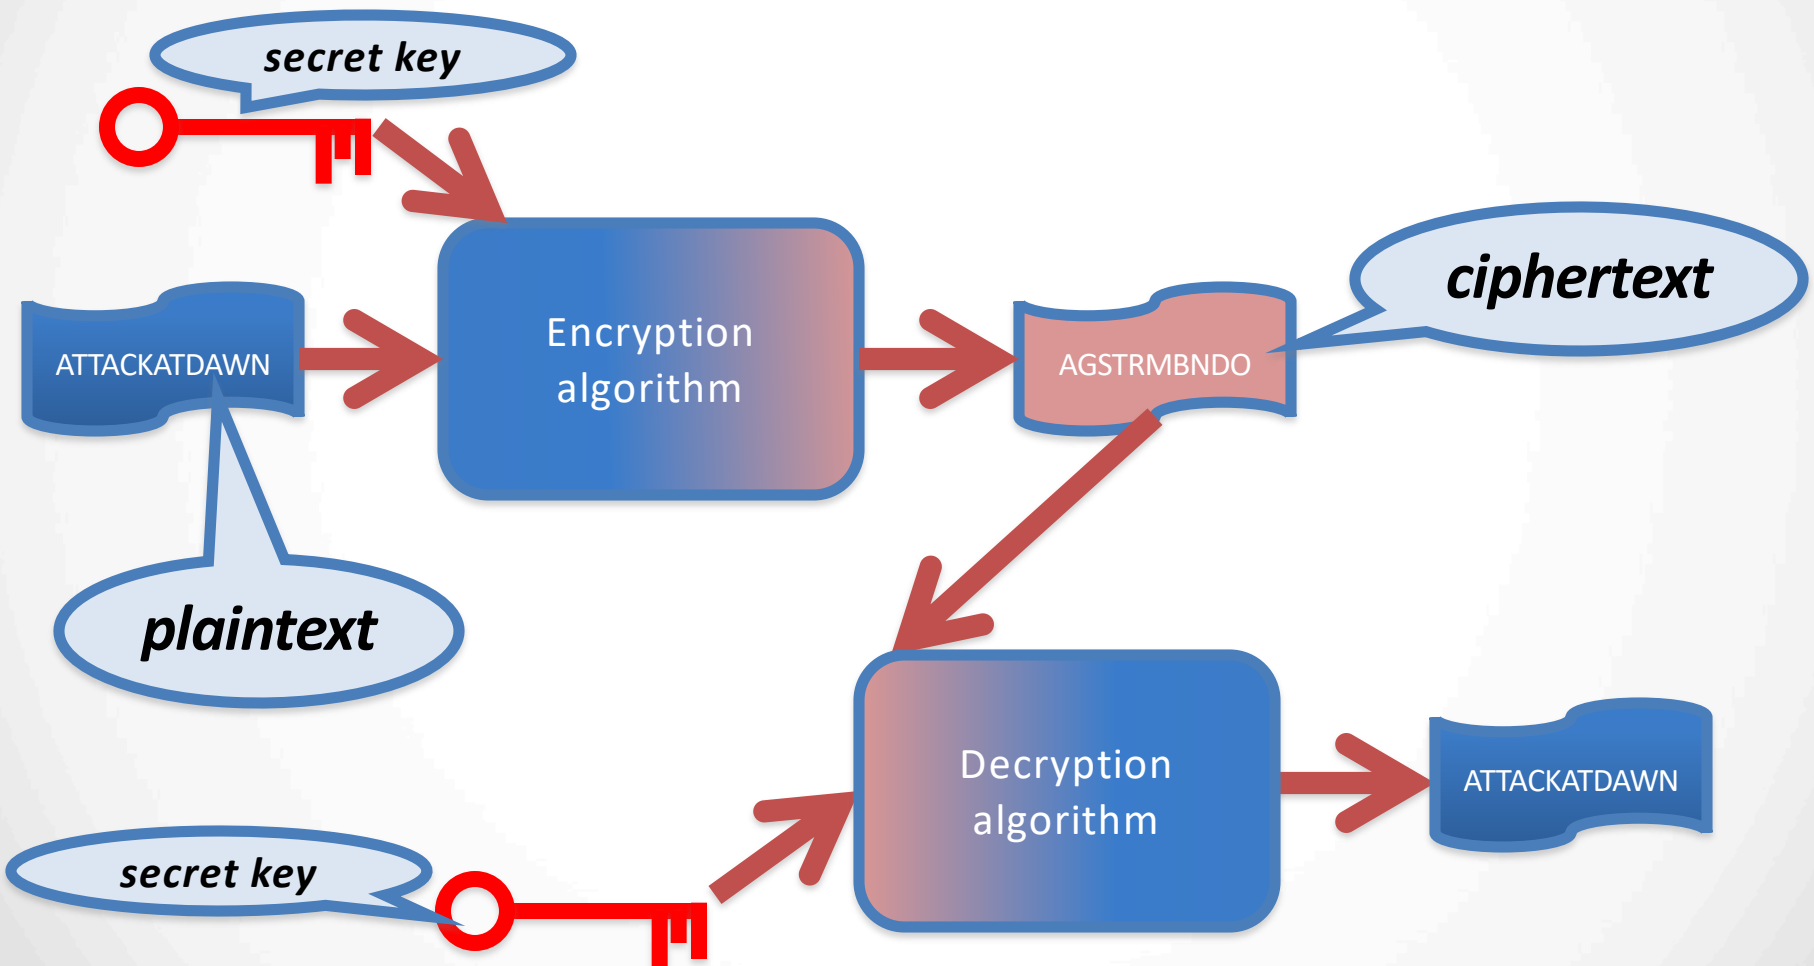 secret key
ciphertext
Encryption
algorithm
ATTACKATDAWN
AGSTRMBNDO
plaintext
Decryption
algorithm
ATTACKATDAWN
secret key